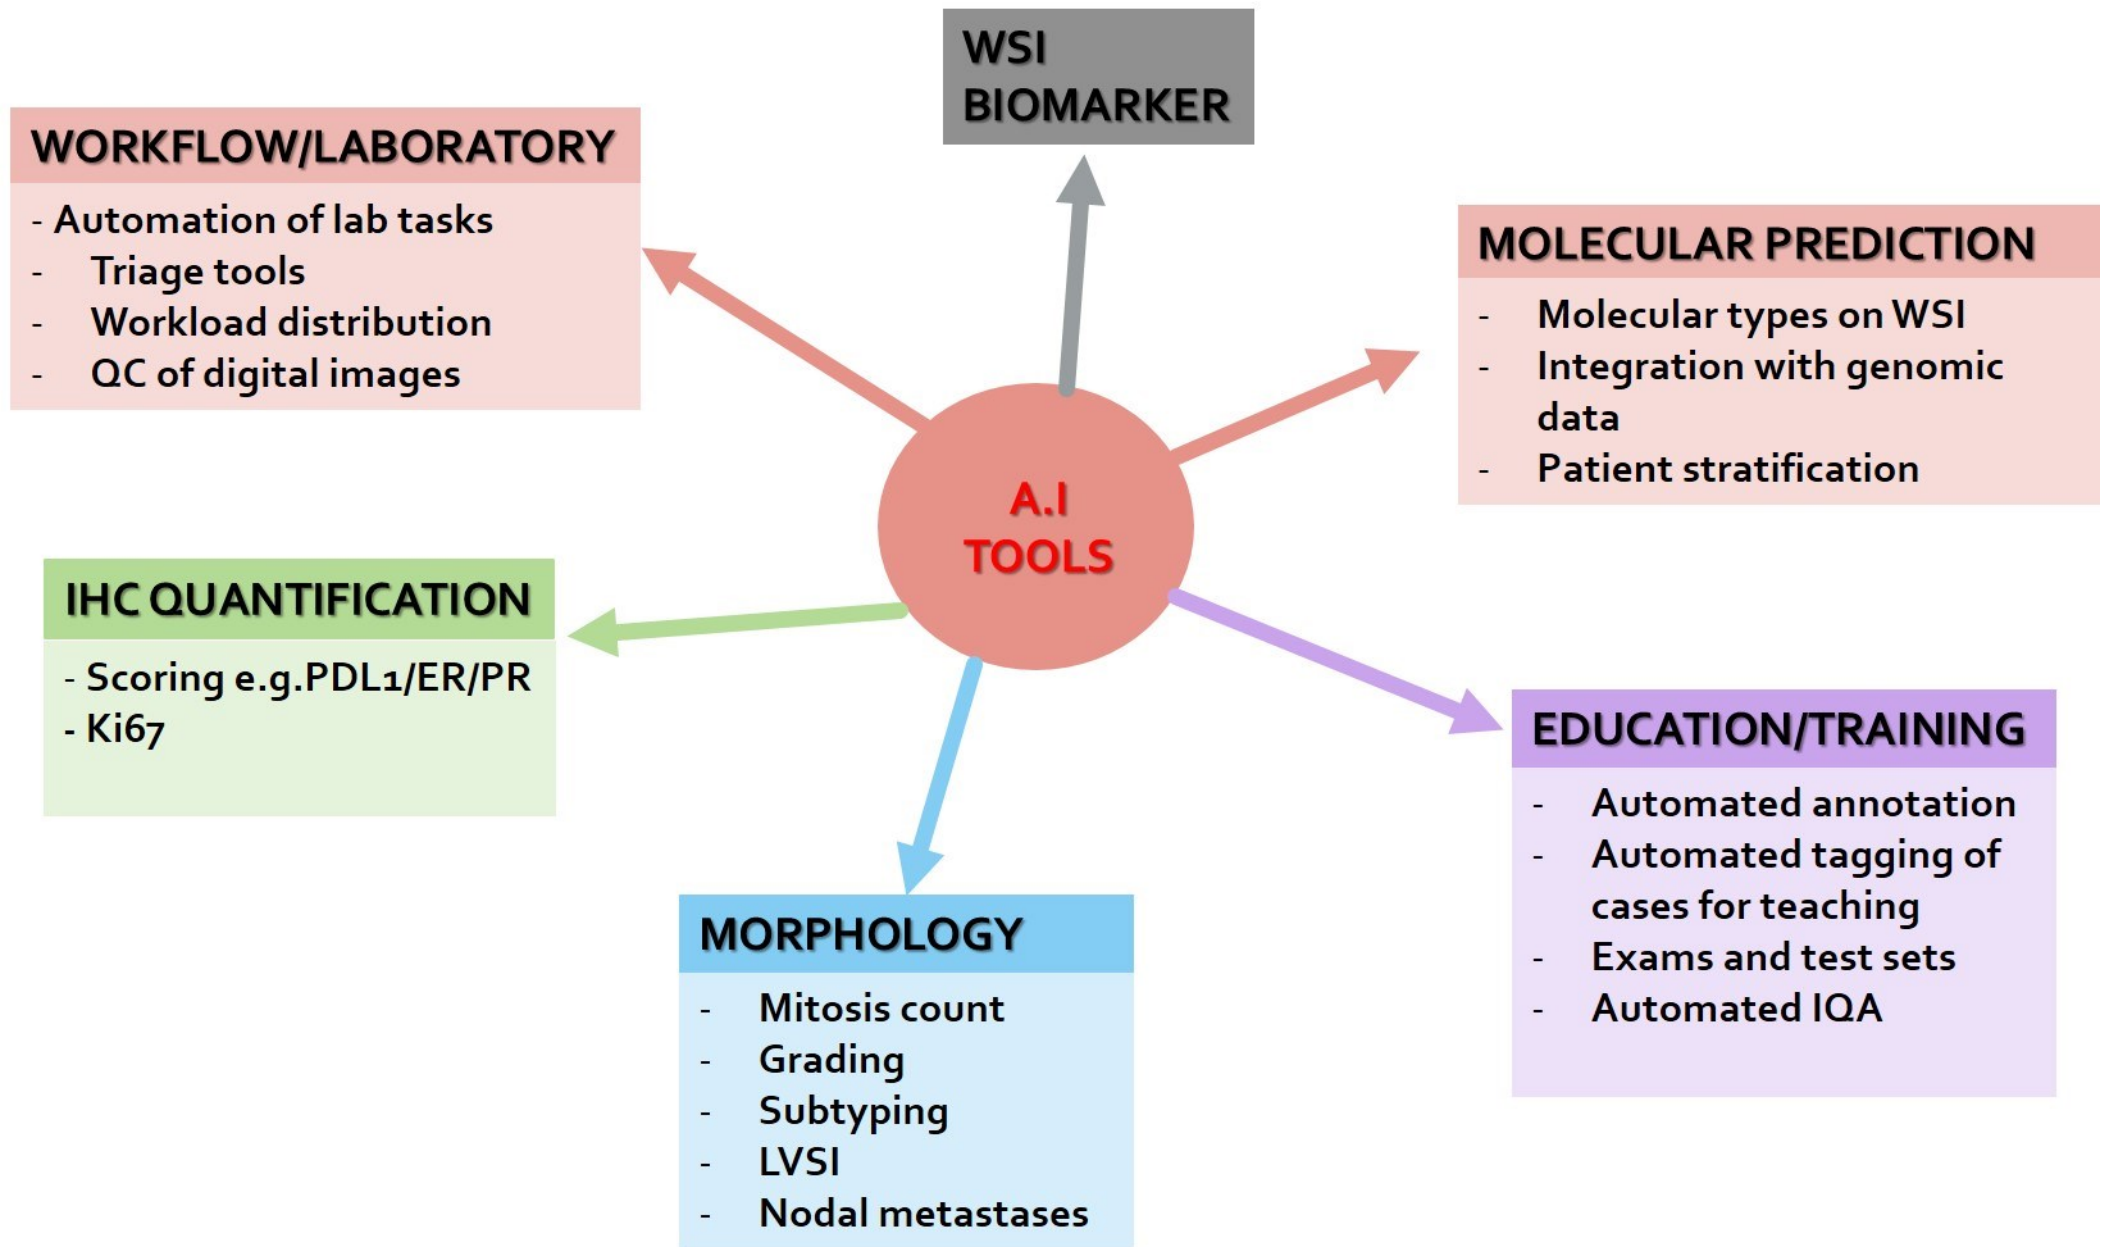 WSI
BIOMARKER
WORKFLOW/LABORATORY
- Automation of lab tasks
- Triage tools
- Workload distribution
- QC of digital images
MOLECULAR PREDICTION
- Molecular types on WSI
- Integration with genomic
data
- Patient stratification
A.I
TOOLS
IHC QUANTIFICATION
- Scoring e.g.PDL1/ER/PR
- Ki67
EDUCATION/TRAINING
- Automated annotation
- Automated tagging of
cases for teaching
- Exams and test sets
- Automated IQA
MORPHOLOGY
- Mitosis count
- Grading
- Subtyping
- LVSI
- Nodal metastases